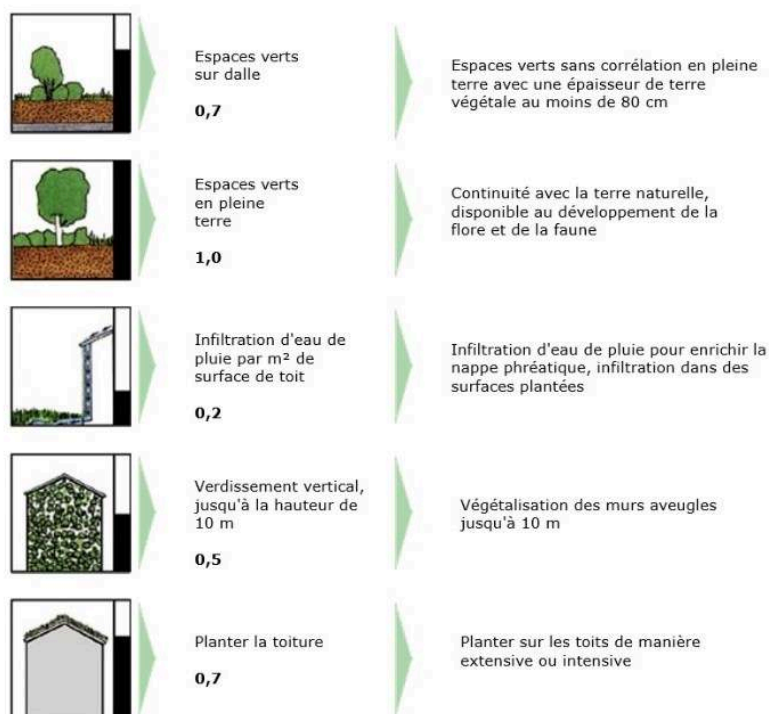 Espaces verts
sur dalle
0,7
Espaces verts sans corrélation en pleine
terre avec une épaisseur de terre
végétale au moins de 80 cm
Espaces verts
en pleine
terre
1,0
Continuité avec la terre naturelle,
disponible au développement de la
flore et de la faune
Infiltration d'eau de
pluie par m² de
surface de toit
0,2
Infiltration d'eau de pluie pour enrichir la
nappe phréatique, infiltration dans des
surfaces plantées
Verdissement vertical,
jusqu'à la hauteur de
10 m
0,5
Végétalisation des murs aveugles
jusqu'à 10 m
Planter la toiture
0,7
Planter sur les toits de manière
extensive ou intensive